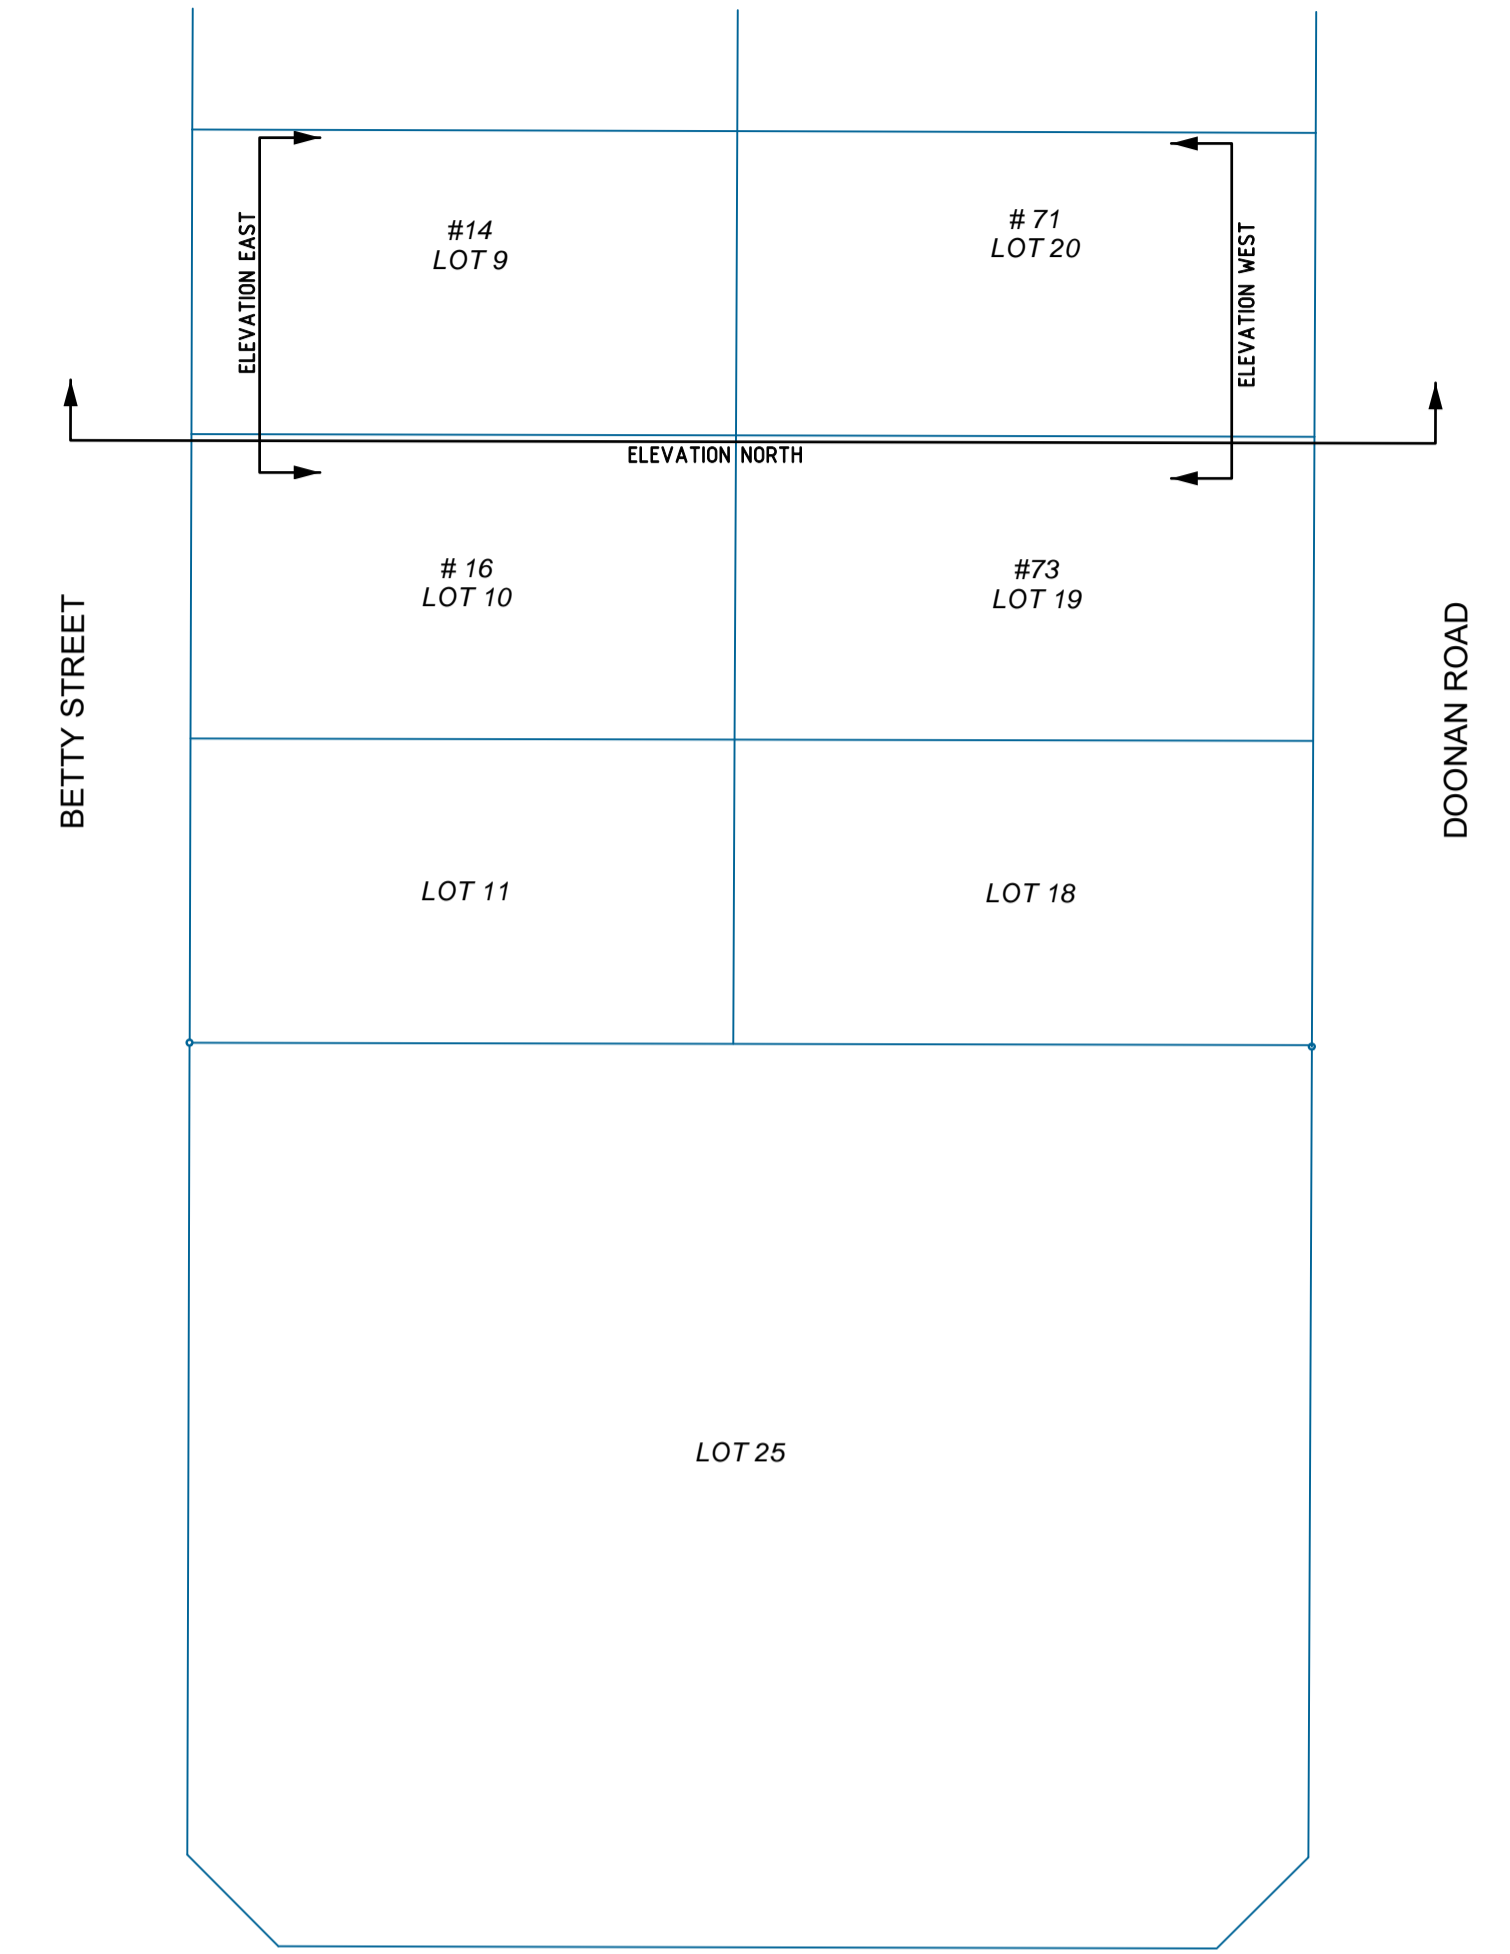 #14
LOT 9
# 71
LOT 20
ELEVATION EAST
ELEVATION WEST
ELEVATION NORTH
# 16
LOT 10
#73
LOT 19
BETTY STREET
DOONAN ROAD
LOT 11
LOT 18
LOT 25